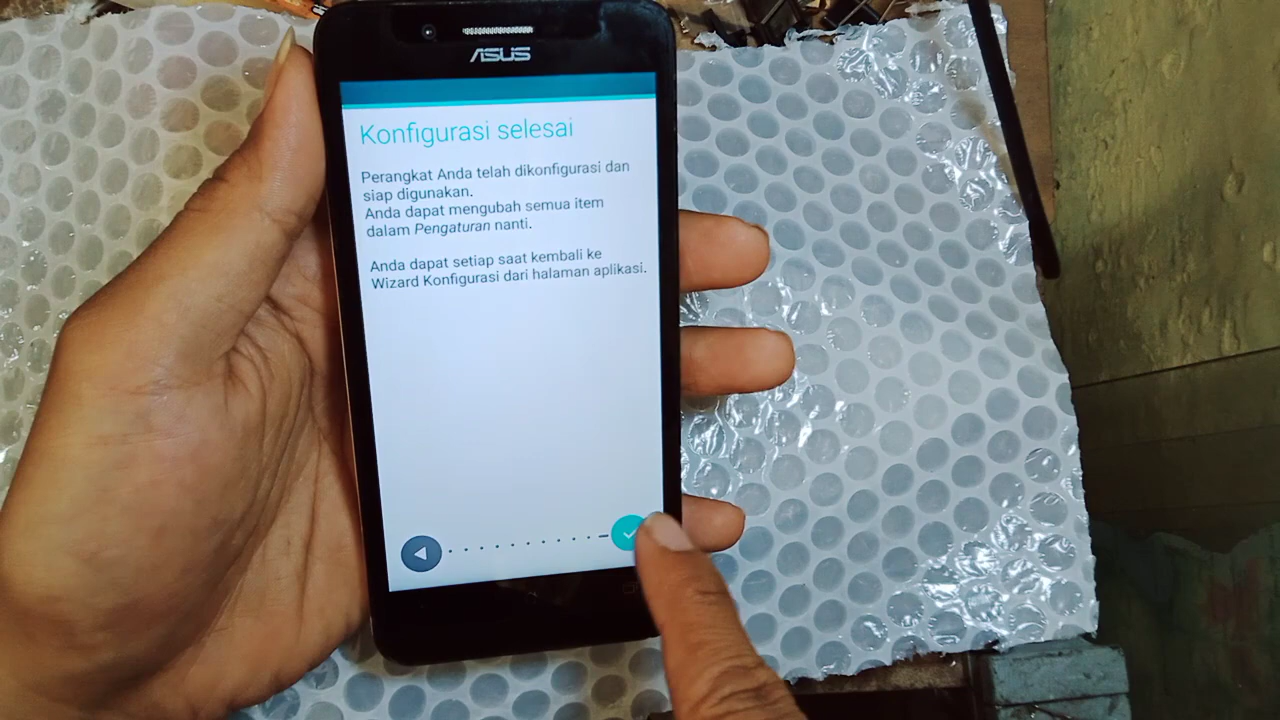 ASUS
Konfigurasi selesai
Perangkat Anda telah dikonfigurasi dan
siap digunakan.
Anda dapat mengubah semua item
dalam Pengaturan nanti.
Anda dapat setiap saat kembali ke
Wizard Konfigurasi dari halaman aplikasi.